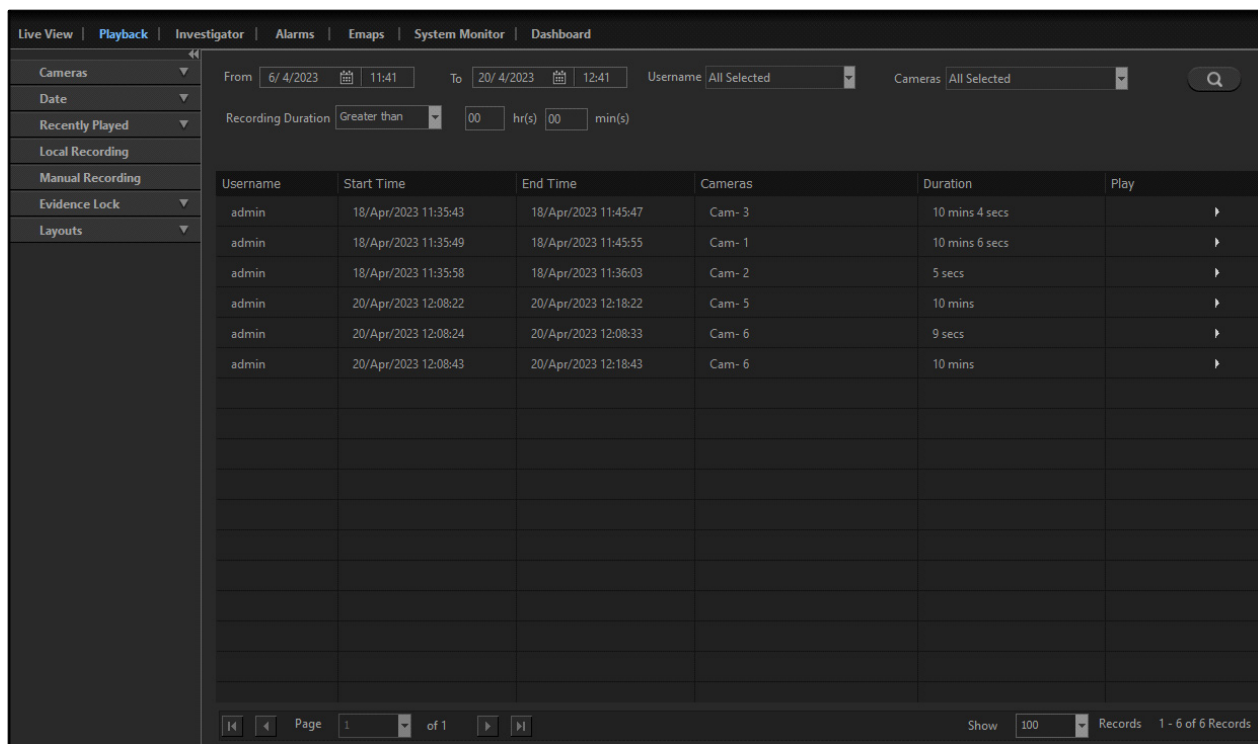 Live View | Playback | Investigator | Alarms | Emaps | System Monitor | Dashboard
Cameras
Date
Recently Played
Local Recording
Manual Recording
Evidence Lock
Layouts
From 6/ 4/2023 11:41 To 20/ 4/2023 12:41 Username All Selected Cameras All Selected
Recording Duration Greater than 00 hr(s) 00 min(s)
Username Start Time End Time Cameras Duration Play
admin 18/Apr/2023 11:35:43 18/Apr/2023 11:45:47 Cam- 3 10 mins 4 secs
admin 18/Apr/2023 11:35:49 18/Apr/2023 11:45:55 Cam- 1 10 mins 6 secs
admin 18/Apr/2023 11:35:58 18/Apr/2023 11:36:03 Cam- 2 5 secs
admin 20/Apr/2023 12:08:22 20/Apr/2023 12:18:22 Cam- 5 10 mins
admin 20/Apr/2023 12:08:24 20/Apr/2023 12:08:33 Cam- 6 9 secs
admin 20/Apr/2023 12:08:43 20/Apr/2023 12:18:43 Cam- 6 10 mins
Page 1 of 1 Show 100 Records 1 - 6 of 6 Records